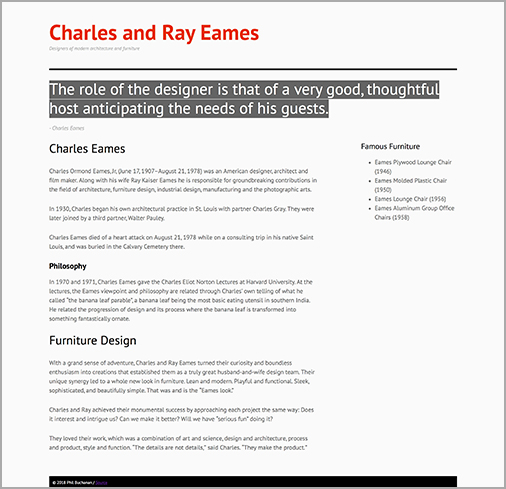 Charles and Ray Eames
Designers of modern architecture and furniture
The role of the designer is that of a very good, thoughtful
host anticipating the needs of his guests.
- Charles Eames
Charles Eames
Charles Ormond Eames, Jr, (June 17, 1907–August 21, 1978) was an American designer, architect and
film maker. Along with his wife Ray Kaiser Eames he is responsible for groundbreaking contributions in
the field of architecture, furniture design, industrial design, manufacturing and the photographic arts.
In 1930, Charles began his own architectural practice in St. Louis with partner Charles Gray. They were
later joined by a third partner, Walter Pauley.
Charles Eames died of a heart attack on August 21, 1978 while on a consulting trip in his native Saint
Louis, and was buried in the Calvary Cemetery there.
Philosophy
In 1970 and 1971, Charles Eames gave the Charles Eliot Norton Lectures at Harvard University. At the
lectures, the Eames viewpoint and philosophy are related through Charles' own telling of what he
called "the banana leaf parable", a banana leaf being the most basic eating utensil in southern India.
He related the progression of design and its process where the banana leaf is transformed into
something fantastically ornate.
Furniture Design
With a grand sense of adventure, Charles and Ray Eames turned their curiosity and boundless
enthusiasm into creations that established them as a truly great husband-and-wife design team. Their
unique synergy led to a whole new look in furniture. Lean and modern. Playful and functional. Sleek,
sophisticated, and beautifully simple. That was and is the "Eames look."
Charles and Ray achieved their monumental success by approaching each project the same way: Does
it interest and intrigue us? Can we make it better? Will we have "serious fun" doing it?
They loved their work, which was a combination of art and science, design and architecture, process
and product, style and function. "The details are not details," said Charles. "They make the product."
Famous Furniture
Eames Plywood Lounge Chair
(1946)
Eames Molded Plastic Chair
(1950)
Eames Lounge Chair (1956)
Eames Aluminum Group Office
Chairs (1958)
© 2018 Phil Buchanan /